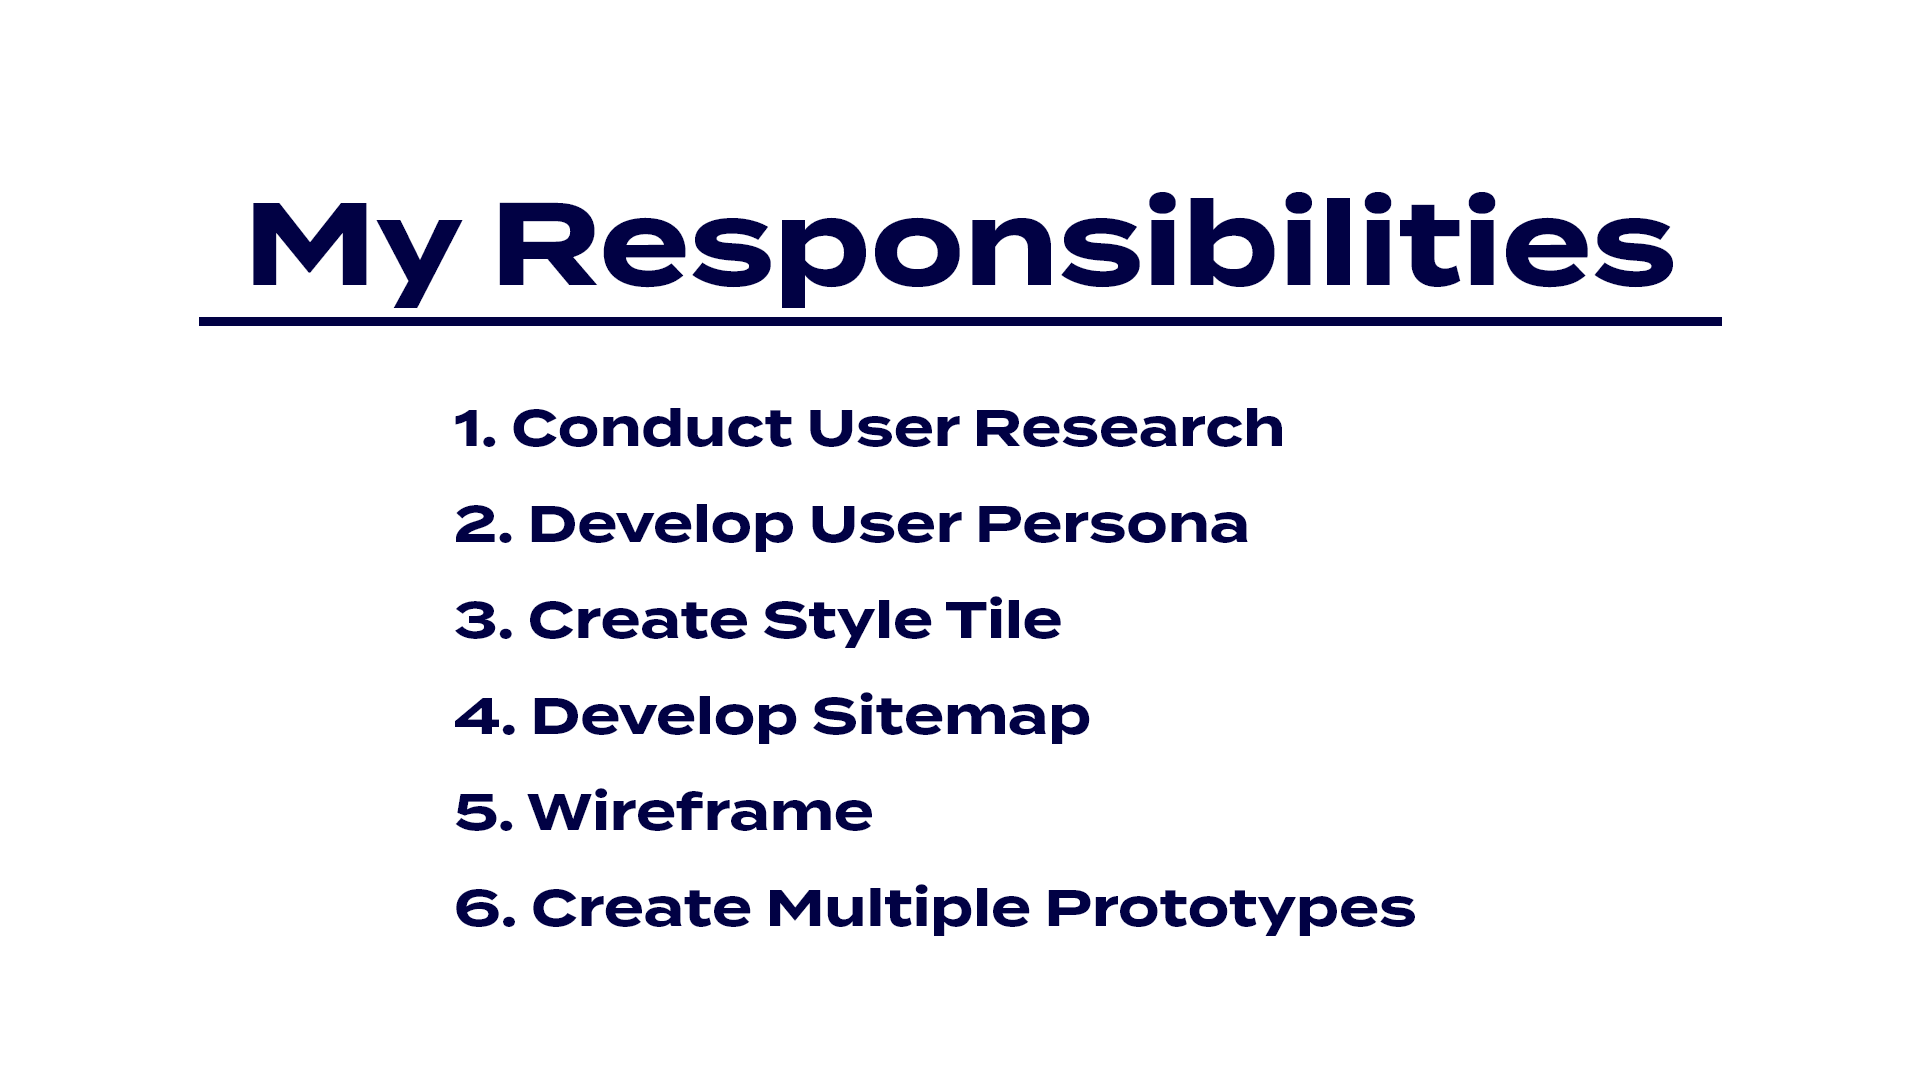 My Responsibilities
1. Conduct User Research
2. Develop User Persona
3. Create Style Tile
4. Develop Sitemap
5. Wireframe
6. Create Multiple Prototypes